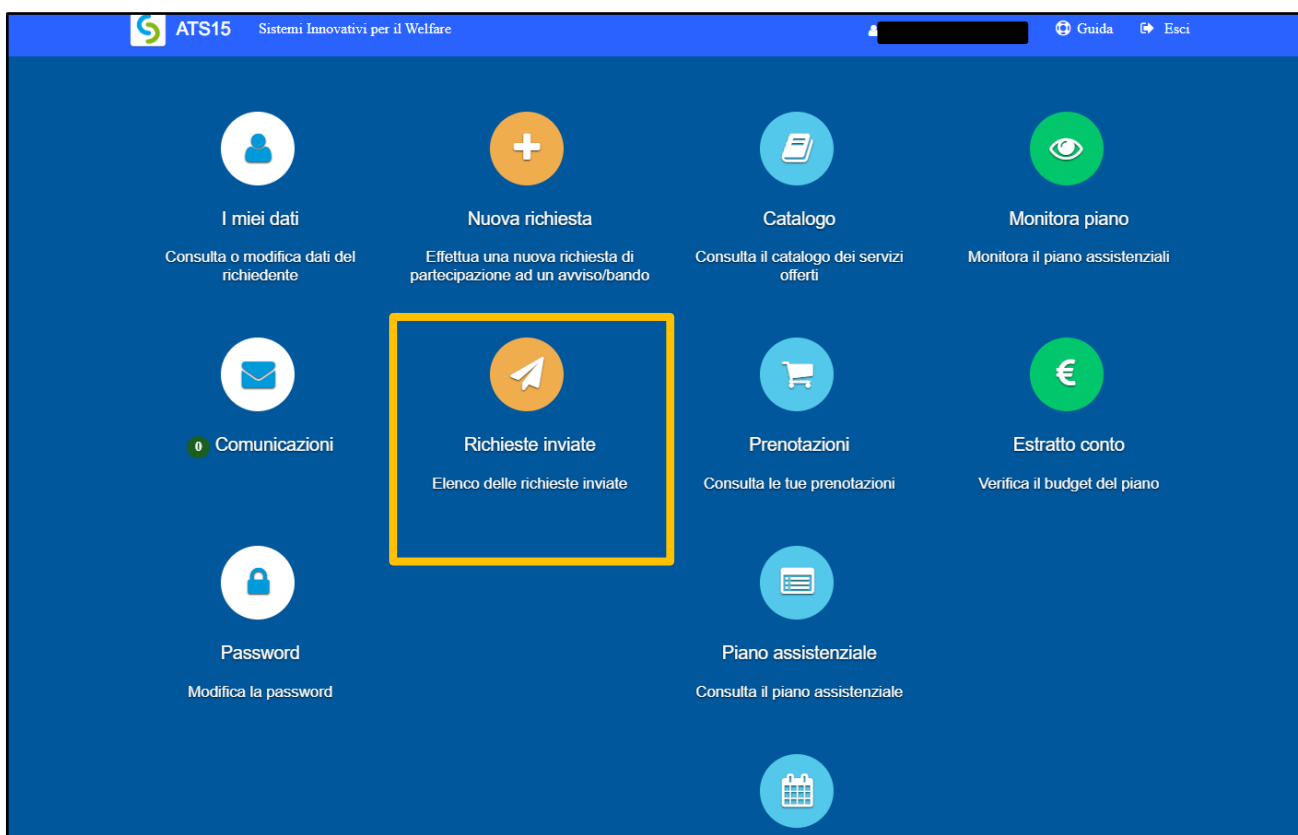 ATS15 Sistemi Innovativi per il Welfare Guida Esci
I miei dati
Consulta o modifica dati del
richiedente
Nuova richiesta
Effettua una nuova richiesta di
partecipazione ad un avviso/bando
Catalogo
Consulta il catalogo dei servizi
offerti
Monitora piano
Monitora il piano assistenziali
0 Comunicazioni
Richieste inviate
Elenco delle richieste inviate
Prenotazioni
Consulta le tue prenotazioni
€
Estratto conto
Verifica il budget del piano
Password
Modifica la password
Piano assistenziale
Consulta il piano assistenziale